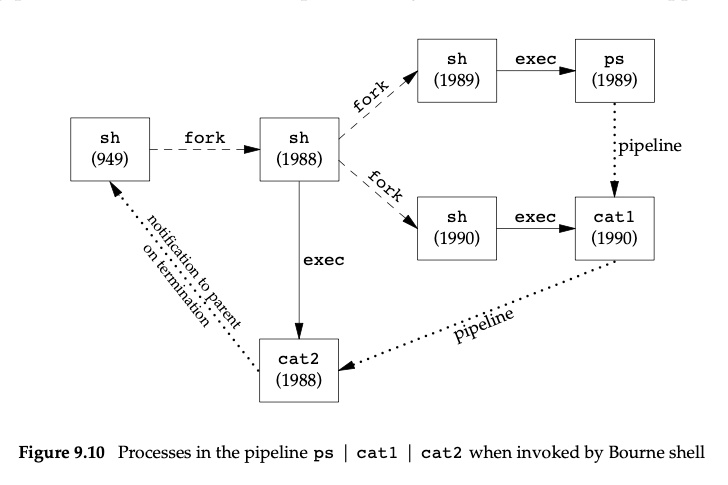 sh
(1989)
exec
ps
(1989)
fork
sh
(949)
fork
sh
(1988)
pipeline
fork
sh
(1990)
exec
cat1
(1990)
notification to parent
on termination
exec
pipeline
cat2
(1988)
Figure 9.10 Processes in the pipeline ps | cat1 | cat2 when invoked by Bourne shell